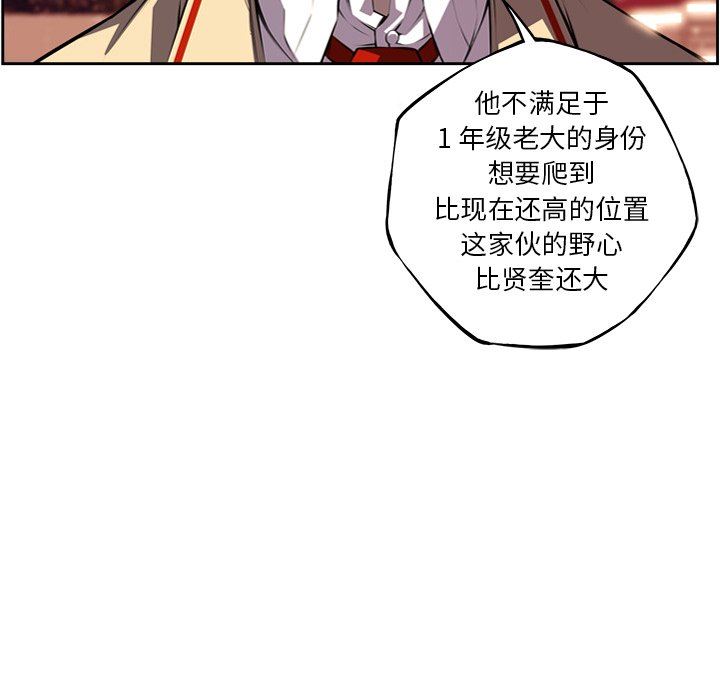 他不满足于
1年级老大的身份
想要爬到
比现在还高的位置
这家伙的野心
比贤奎还大